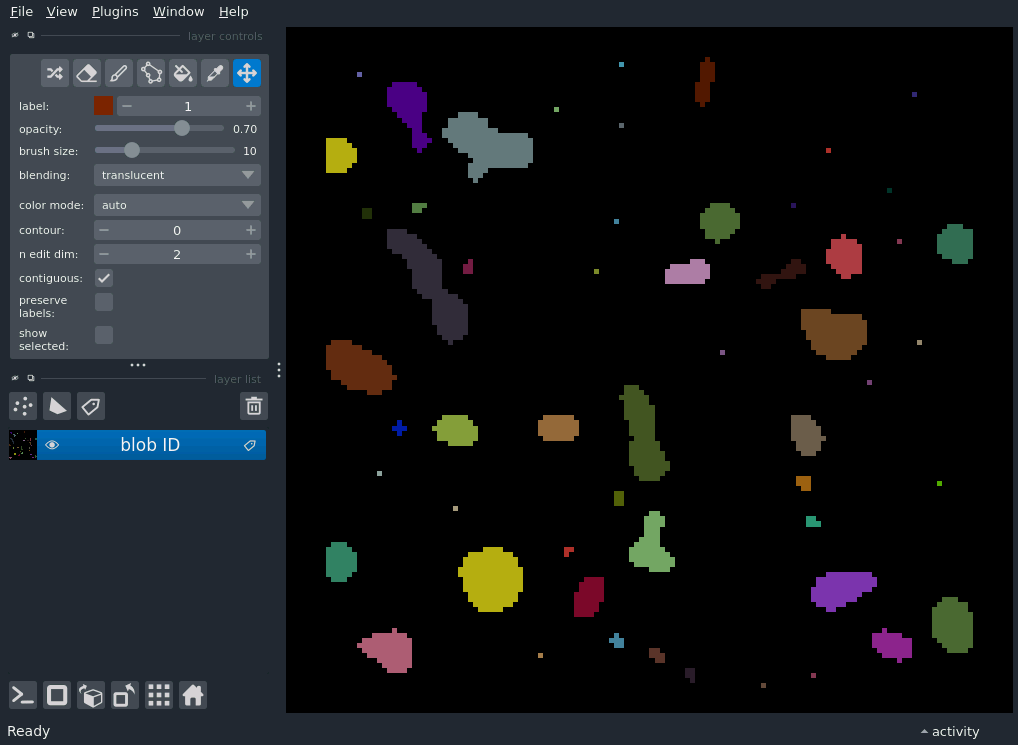 File View Plugins Window Help
layer controls
label: 1
opacity: 0.70
brush size: 10
blending: translucent
color mode: auto
contour: 0
n edit dim: 2
contiguous:
preserve
labels:
show
selected:
layer list
blob ID
Ready
activity